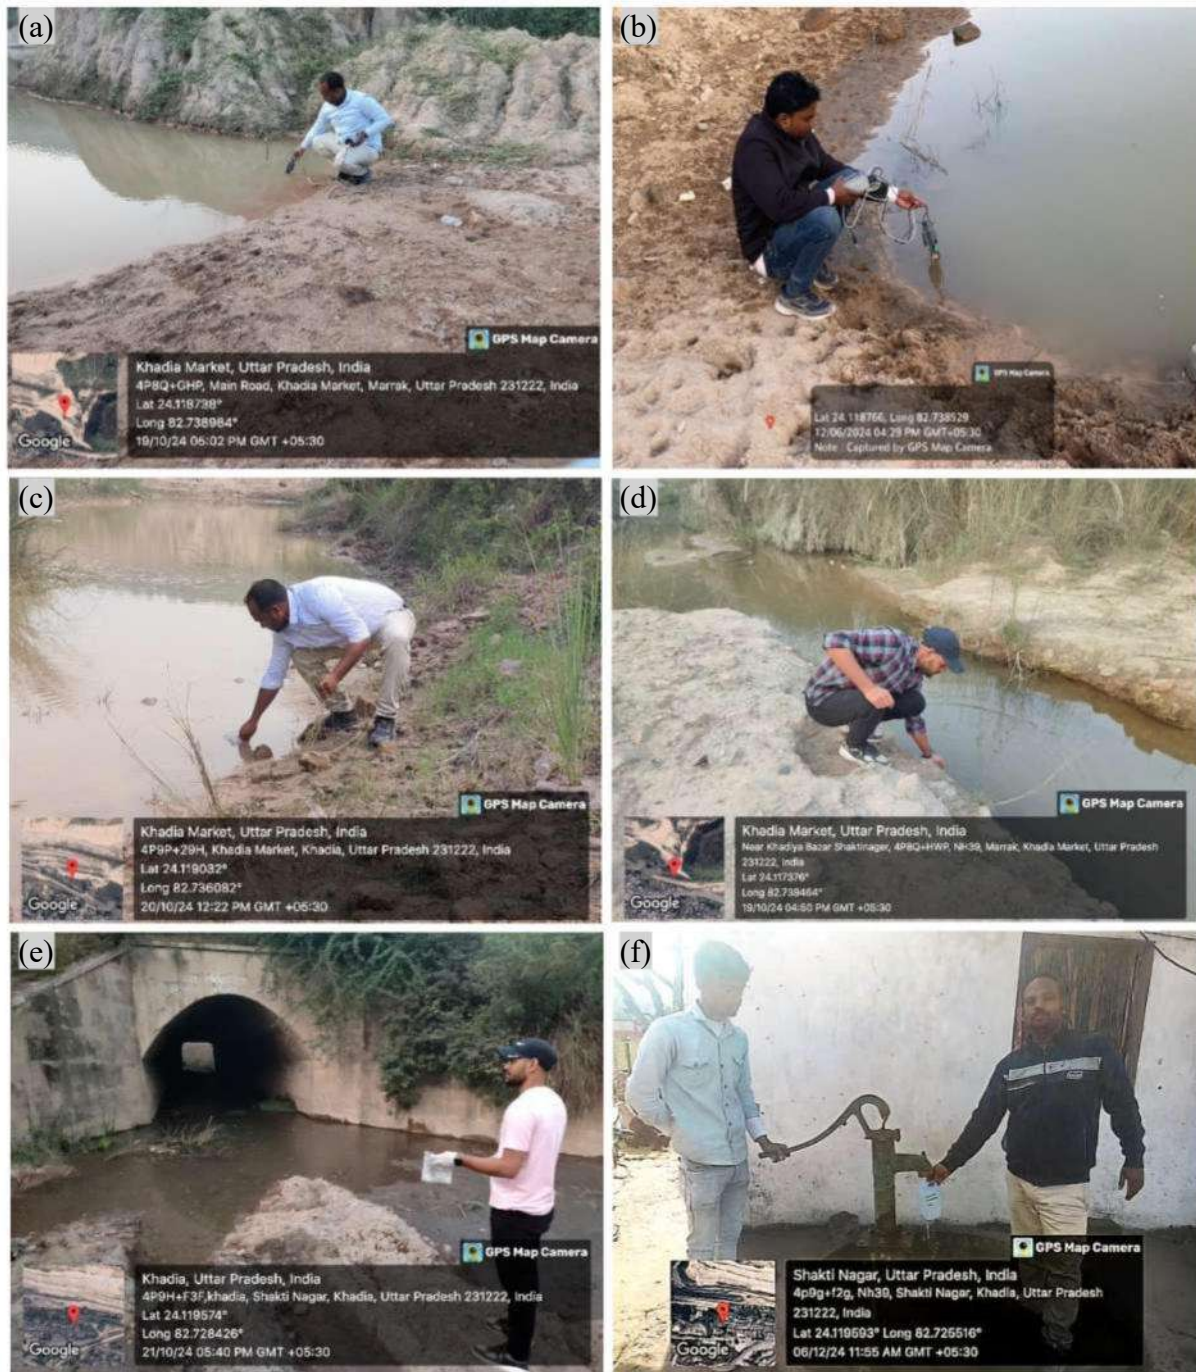 (a)
GPS Map Camera
Khadia Market, Uttar Pradesh, India
4P8Q+GHP, Main Road, Khadia Market, Marrak, Uttar Pradesh 231222, India
Lat 24.118738°
Long 82.738984°
19/10/24 05:02 PM GMT +05:30
Google
(b)
GPS Map Camera
Lat 24.118766, Long 82.738529
12/06/2024 04:29 PM GMT+05:30
Note : Captured by GPS Map Camera
(c)
GPS Map Camera
Khadia Market, Uttar Pradesh, India
4P9P+29H, Khadia Market, Khadia, Uttar Pradesh 231222, India
Lat 24.119032°
Long 82.736082°
20/10/24 12:22 PM GMT +05:30
Google
(d)
GPS Map Camera
Khadia Market, Uttar Pradesh, India
Near Khadiya Bazar Shaktinager, 4P8Q+HWP, NH39, Marrak, Khadia Market, Uttar Pradesh
231222, India
Lat 24.117376°
Long 82.739464°
19/10/24 04:50 PM GMT +05:30
Google
(e)
GPS Map Camera
Khadia, Uttar Pradesh, India
4P9H+F3F,khadia, Shakti Nagar, Khadia, Uttar Pradesh 231222, India
Lat 24.119574°
Long 82.728426°
21/10/24 05:40 PM GMT +05:30
Google
(f)
GPS Map Camera
Shakti Nagar, Uttar Pradesh, India
4p9g+f2g, Nh39, Shakti Nagar, Khadia, Uttar Pradesh
231222, India
Lat 24.119593° Long 82.725516°
06/12/24 11:55 AM GMT +05:30
Google